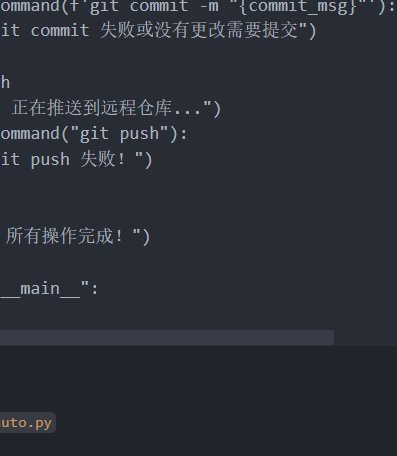 ommand(f'git commit -m "{commit_msg}"'):
it commit 失败或没有更改需要提交")
h
正在推送到远程仓库...")
ommand("git push"):
it push 失败！")
所有操作完成！")
__main__":
uto.py